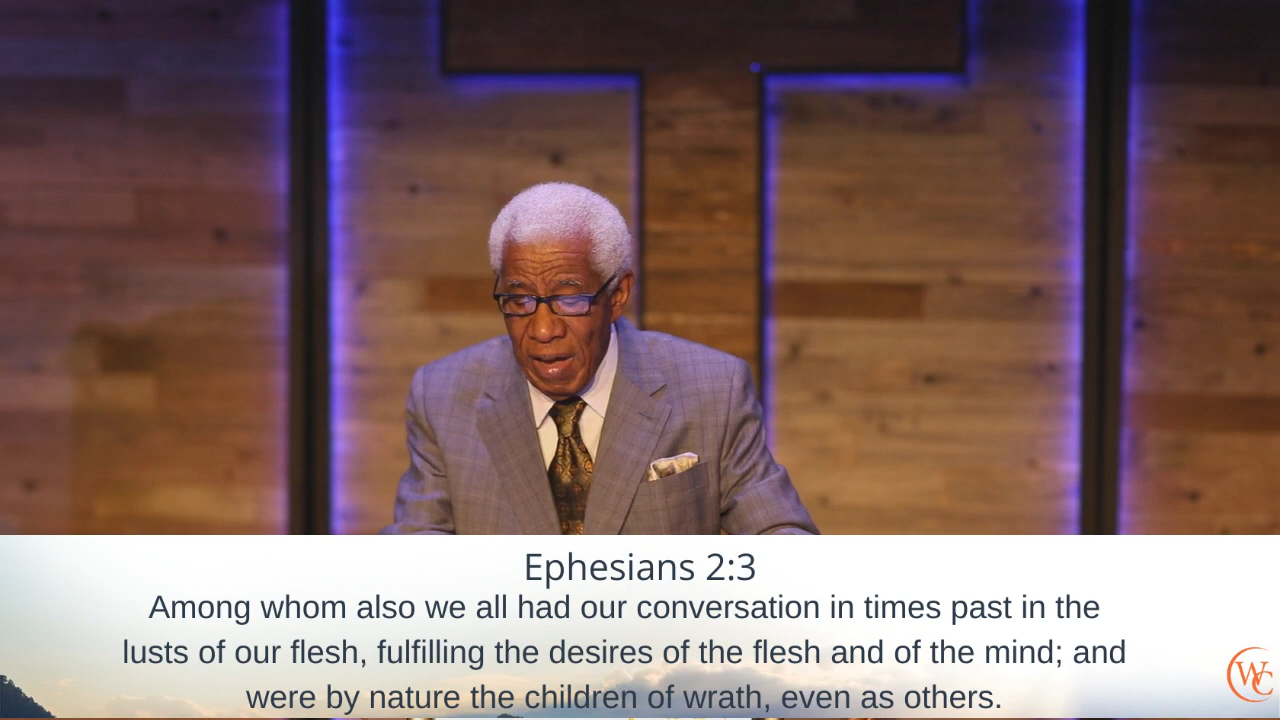 Ephesians 2:3
Among whom also we all had our conversation in times past in the
lusts of our flesh, fulfilling the desires of the flesh and of the mind; and
were by nature the children of wrath, even as others.
WC